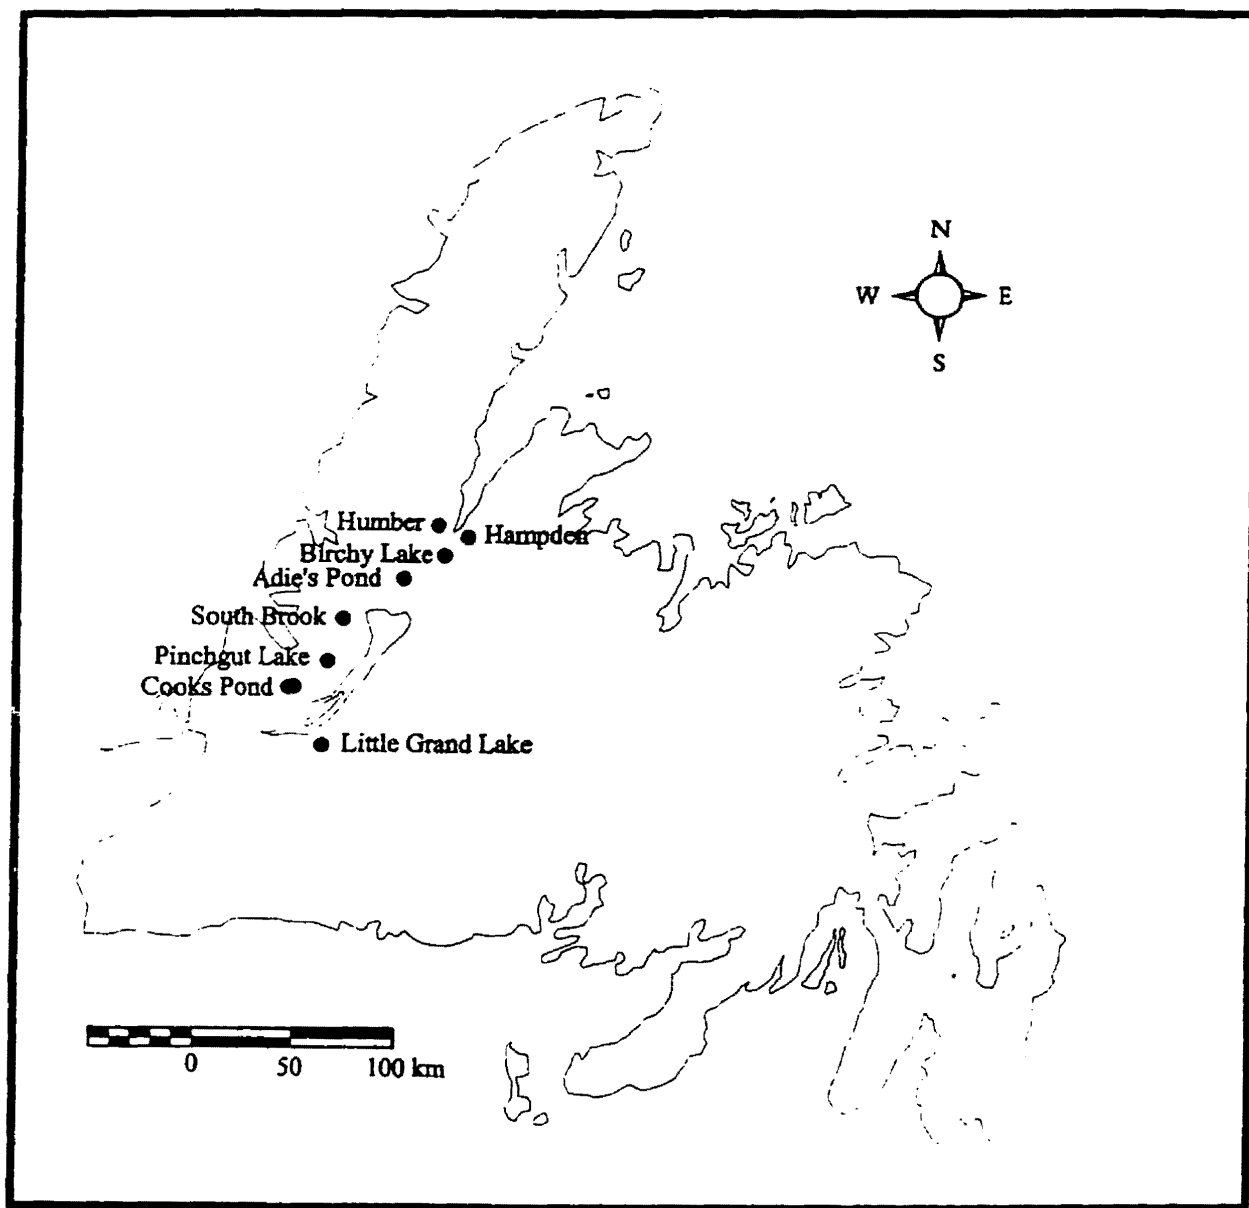 N
W E
S
Humber
Hampden
Birchy Lake
Adie's Pond
South Brook
Pinchgut Lake
Cooks Pond
Little Grand Lake
0 50 100 km